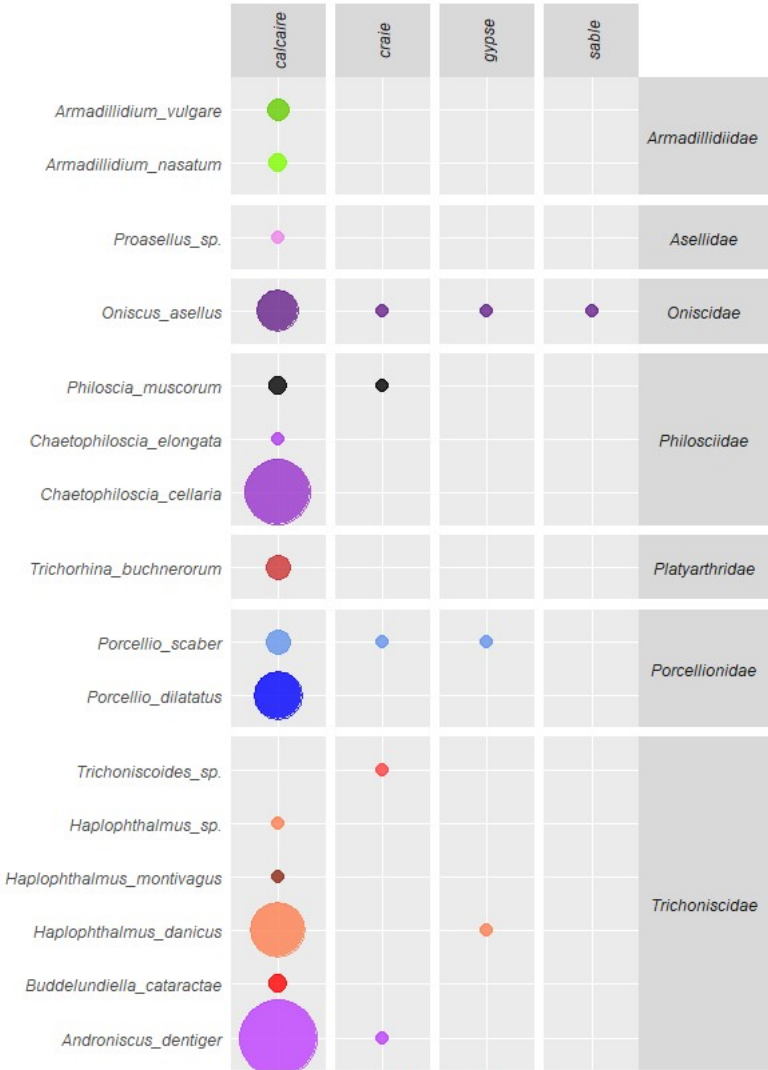 calcaire
craie
gypse
sable
Armadillidium_vulgare
Armadillidium_nasatum
Armadillidiidae
Proasellus_sp.
Asellidae
Oniscus_asellus
Oniscidae
Philoscia_muscorum
Chaetophiloscia_elongata
Chaetophiloscia_cellaria
Philosciidae
Trichorhina_buchnerorum
Platyarthridae
Porcellio_scaber
Porcellio_dilatatus
Porcellionidae
Trichoniscoides_sp.
Haplophthalmus_sp.
Haplophthalmus_montivagus
Haplophthalmus_danicus
Buddelundiella_cataractae
Androniscus_dentiger
Trichoniscidae